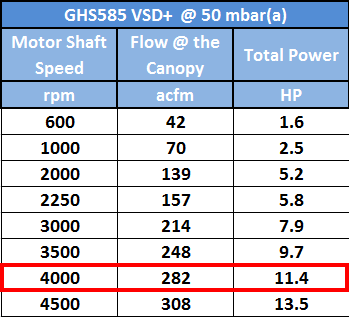 GHS585 VSD+ @ 50 mbar(a)
Motor Shaft Speed Flow @ the Canopy Total Power
rpm acfm HP
600 42 1.6
1000 70 2.5
2000 139 5.2
2250 157 5.8
3000 214 7.9
3500 248 9.7
4000 282 11.4
4500 308 13.5